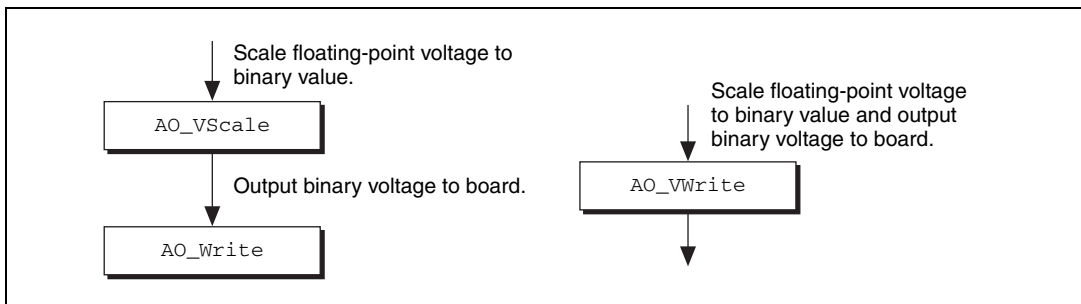 Scale floating-point voltage to
binary value.
AO_VScale
Output binary voltage to board.
AO_Write
Scale floating-point voltage
to binary value and output
binary voltage to board.
AO_VWrite